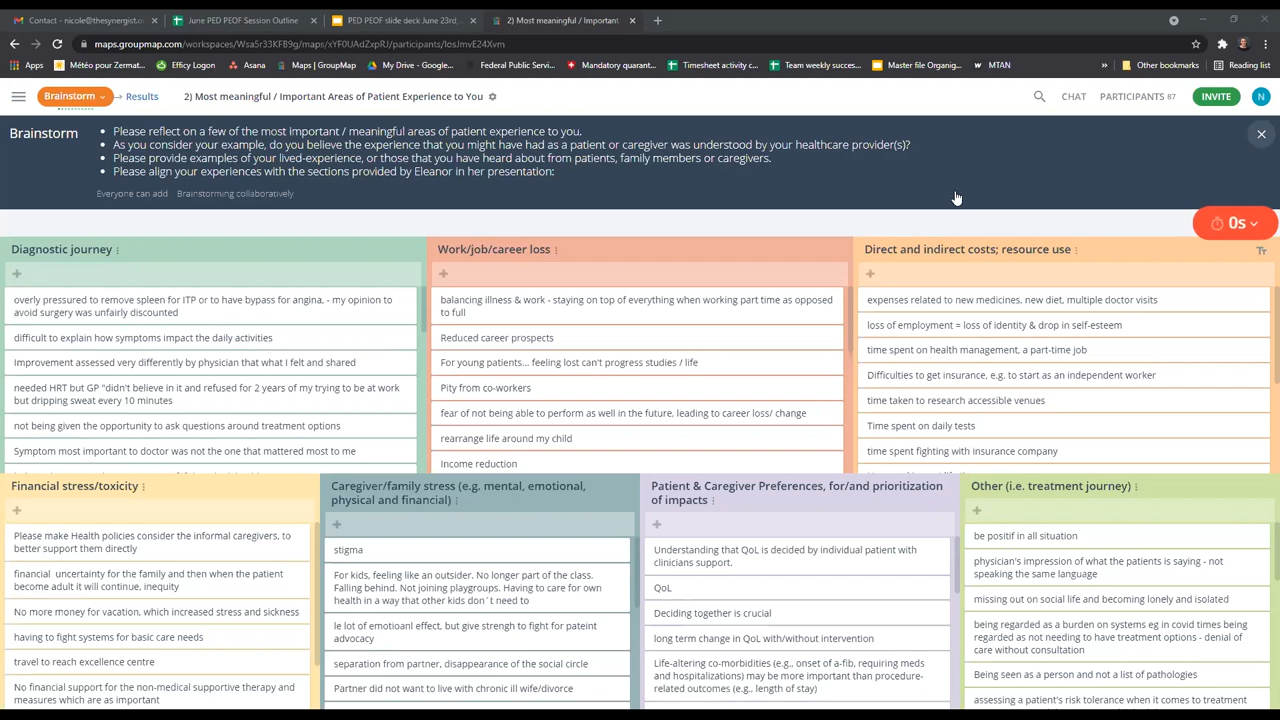 Contact - nicole@thesynergist.or
June PED PEOF Session Outline
PED PEOF slide deck June 23rd,
2) Most meaningful / Important
maps.groupmap.com/workspaces/Wsa5r33KFB9g/maps/xYF0UAdZxpRJ/participants/losJmvE24Xvm
Apps
Météo pour Zermat...
Efficy Logon
Asana
Maps | GroupMap
My Drive - Google...
Federal Public Servi...
Mandatory quarant...
Timesheet activity c...
Team weekly succes...
Master file Organig...
MTAN
Other bookmarks
Reading list
Brainstorm
Results
2) Most meaningful / Important Areas of Patient Experience to You
CHAT
PARTICIPANTS 87
INVITE
N
Brainstorm
• Please reflect on a few of the most important / meaningful areas of patient experience to you.
• As you consider your example, do you believe the experience that you might have had as a patient or caregiver was understood by your healthcare provider(s)?
• Please provide examples of your lived-experience, or those that you have heard about from patients, family members or caregivers.
• Please align your experiences with the sections provided by Eleanor in her presentation:
Everyone can add Brainstorming collaboratively
0s
Diagnostic journey
overly pressured to remove spleen for ITP or to have bypass for angina, - my opinion to
avoid surgery was unfairly discounted
difficult to explain how symptoms impact the daily activities
Improvement assessed very differently by physician that what I felt and shared
needed HRT but GP "didn't believe in it and refused for 2 years of my trying to be at work
but dripping sweat every 10 minutes
not being given the opportunity to ask questions around treatment options
Symptom most important to doctor was not the one that mattered most to me
Work/job/career loss
balancing illness & work - staying on top of everything when working part time as opposed
to full
Reduced career prospects
For young patients... feeling lost can't progress studies / life
Pity from co-workers
fear of not being able to perform as well in the future, leading to career loss/ change
rearrange life around my child
Income reduction
Direct and indirect costs; resource use
expenses related to new medicines, new diet, multiple doctor visits
loss of employment = loss of identity & drop in self-esteem
time spent on health management, a part-time job
Difficulties to get insurance, e.g. to start as an independent worker
time taken to research accessible venues
Time spent on daily tests
time spent fighting with insurance company
Financial stress/toxicity
Please make Health policies consider the informal caregivers, to
better support them directly
financial uncertainty for the family and then when the patient
become adult it will continue, inequity
No more money for vacation, which increased stress and sickness
having to fight systems for basic care needs
travel to reach excellence centre
No financial support for the non-medical supportive therapy and
measures which are as important
Caregiver/family stress (e.g. mental, emotional,
physical and financial)
stigma
For kids, feeling like an outsider. No longer part of the class.
Falling behind. Not joining playgroups. Having to care for own
health in a way that other kids don´t need to
le lot of emotioanl effect, but give strengh to fight for pateint
advocacy
separation from partner, disappearance of the social circle
Partner did not want to live with chronic ill wife/divorce
Patient & Caregiver Preferences, for/and prioritization
of impacts
Understanding that QoL is decided by individual patient with
clinicians support,
QoL
Deciding together is crucial
long term change in QoL with/without intervention
Life-altering co-morbidities (e.g., onset of a-fib, requiring meds
and hospitalizations) may be more important than procedure-
related outcomes (e.g., length of stay)
Other (i.e. treatment journey)
be positif in all situation
physician's impression of what the patients is saying - not
speaking the same language
missing out on social life and becoming lonely and isolated
being regarded as a burden on systems eg in covid times being
regarded as not needing to have treatment options - denial of
care without consultation
Being seen as a person and not a list of pathologies
assessing a patient's risk tolerance when it comes to treatment